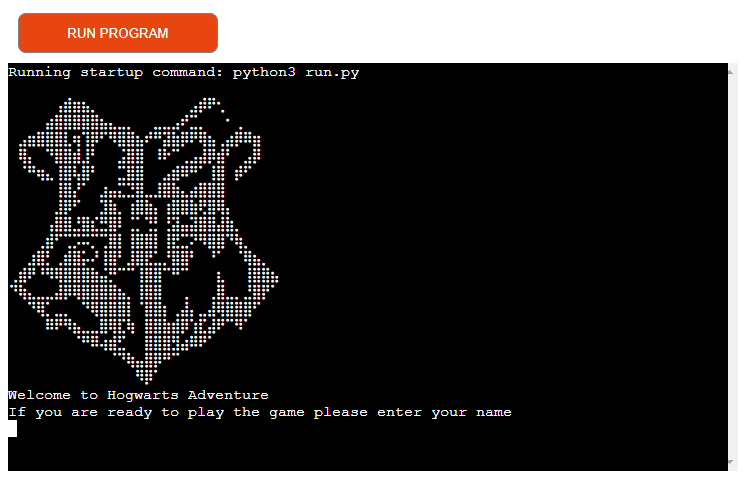 RUN PROGRAM
Running startup command: python3 run.py
Welcome to Hogwarts Adventure
If you are ready to play the game please enter your name